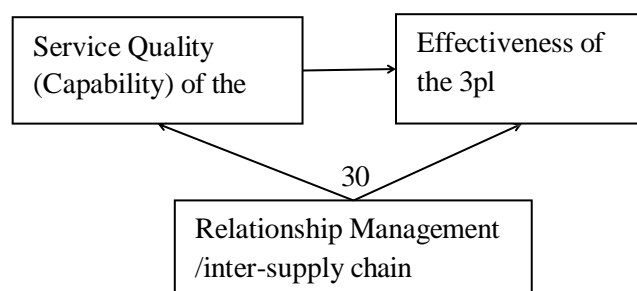 Service Quality
(Capability) of the
Effectiveness of
the 3pl
30
Relationship Management
/inter-supply chain